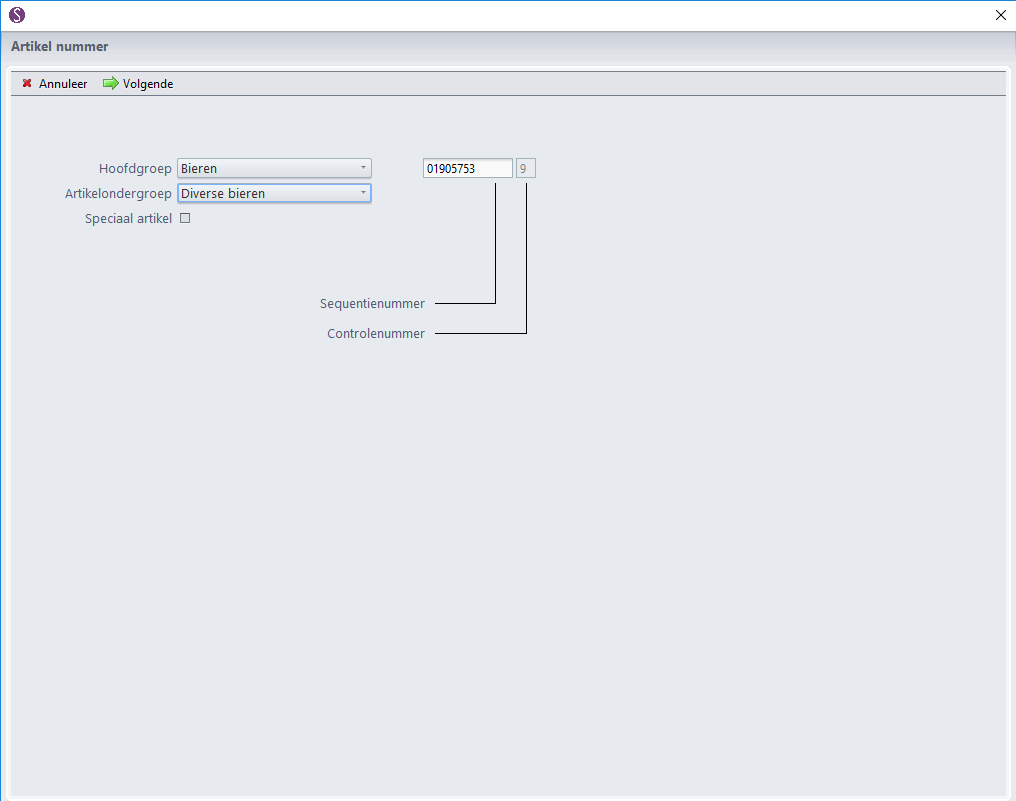 S
Artikel nummer
Annuleer Volgende
Hoofdgroep Bieren 01905753 9
Artikelondergroep Diverse bieren
Speciaal artikel
Sequentienummer
Controlenummer